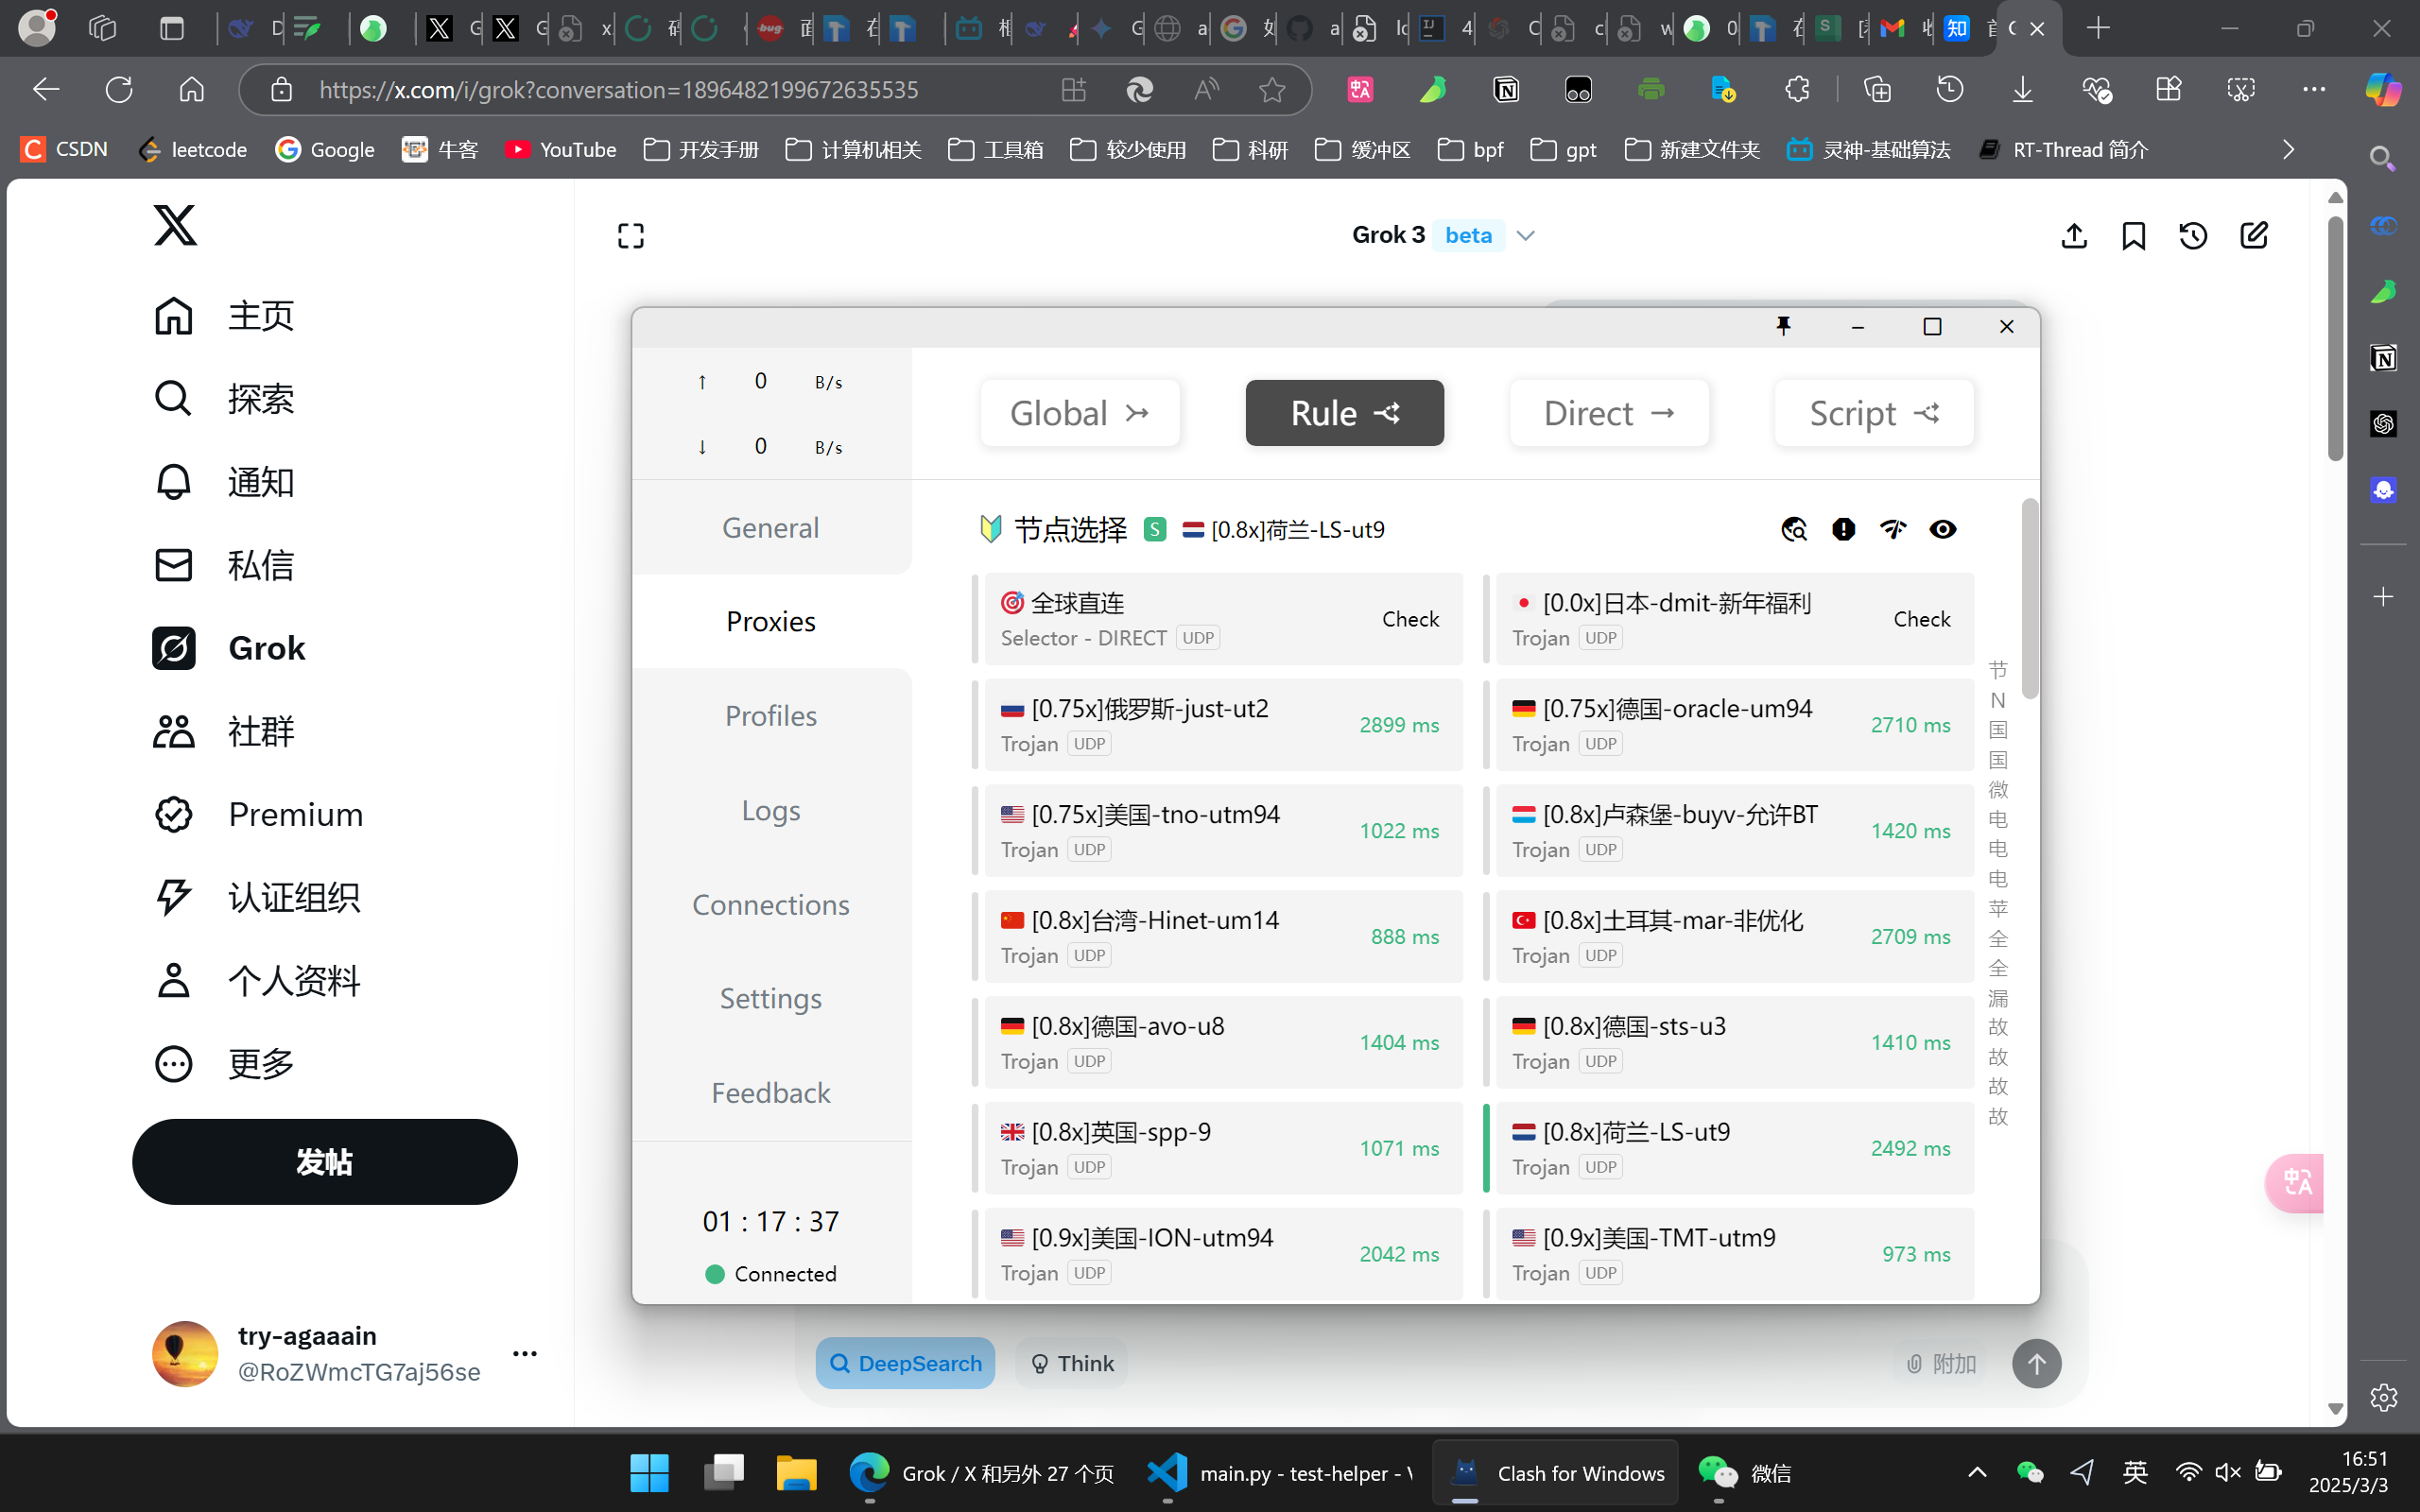 https://x.com/i/grok?conversation=1896482199672635535
CSDN
leetcode
Google
牛客
YouTube
开发手册
计算机相关
工具箱
较少使用
科研
缓冲区
bpf
gpt
新建文件夹
灵神-基础算法
RT-Thread 简介
主页
探索
通知
私信
Grok
社群
Premium
认证组织
个人资料
更多
发帖
try-agaaain
@RoZWmcTG7aj56se
Grok 3 beta
↑ 0 B/s
↓ 0 B/s
General
Proxies
Profiles
Logs
Connections
Settings
Feedback
01 : 17 : 37
Connected
Global
Rule
Direct
Script
节点选择 S [0.8x]荷兰-LS-ut9
全球直连
Selector - DIRECT UDP
Check
[0.0x]日本-dmit-新年福利
Trojan UDP
Check
[0.75x]俄罗斯-just-ut2
Trojan UDP
2899 ms
[0.75x]德国-oracle-um94
Trojan UDP
2710 ms
[0.75x]美国-tno-utm94
Trojan UDP
1022 ms
[0.8x]卢森堡-buyv-允许BT
Trojan UDP
1420 ms
[0.8x]台湾-Hinet-um14
Trojan UDP
888 ms
[0.8x]土耳其-mar-非优化
Trojan UDP
2709 ms
[0.8x]德国-avo-u8
Trojan UDP
1404 ms
[0.8x]德国-sts-u3
Trojan UDP
1410 ms
[0.8x]英国-spp-9
Trojan UDP
1071 ms
[0.8x]荷兰-LS-ut9
Trojan UDP
2492 ms
[0.9x]美国-ION-utm94
Trojan UDP
2042 ms
[0.9x]美国-TMT-utm9
Trojan UDP
973 ms
节
N
国
国
微
电
电
电
苹
全
全
漏
故
故
故
故
DeepSearch
Think
附加
Grok / X 和另外 27 个页
main.py - test-helper -
Clash for Windows
微信
英
16:51
2025/3/3